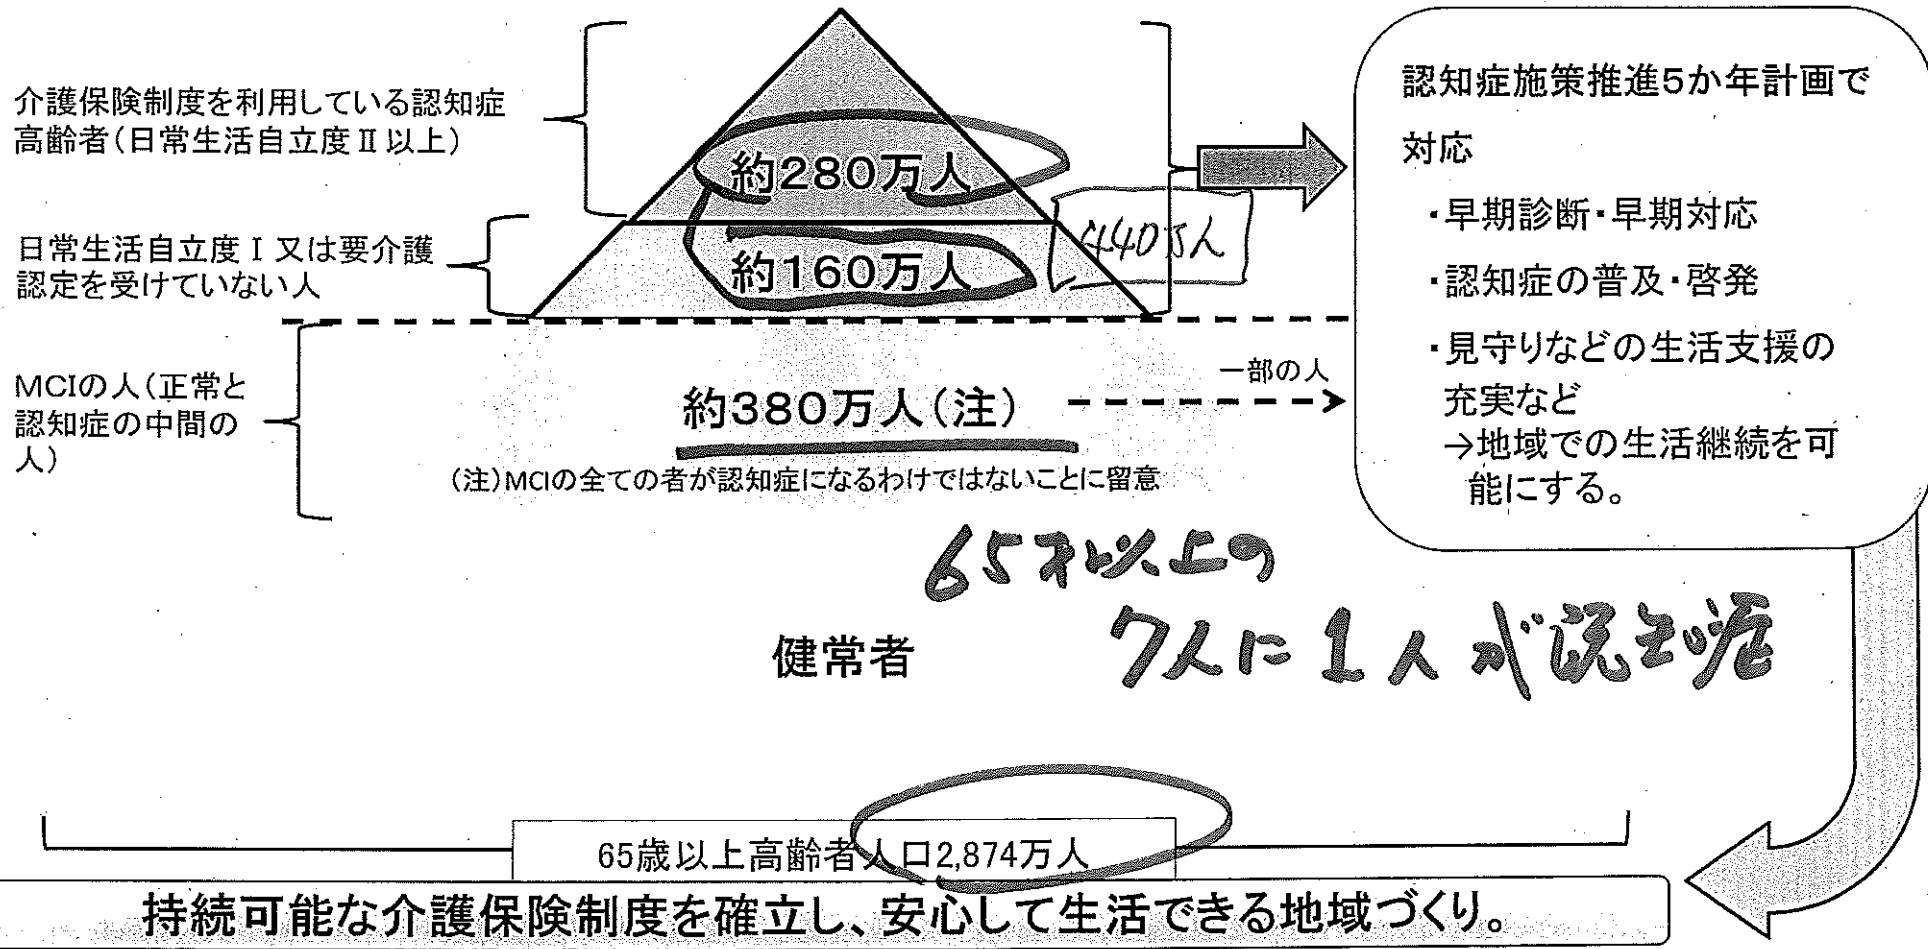 介護保険制度を利用している認知症
高齢者(日常生活自立度Ⅱ以上)
約280万人
日常生活自立度Ⅰ又は要介護
認定を受けていない人
約160万人
440万人
MCIの人(正常と
認知症の中間の
人)
約380万人(注)
一部の人
(注)MCIの全ての者が認知症になるわけではないことに留意
認知症施策推進5か年計画で
対応
・早期診断・早期対応
・認知症の普及・啓発
・見守りなどの生活支援の
充実など
→地域での生活継続を可
能にする。
65才以上の
7人に1人が認知症
健常者
65歳以上高齢者人口2,874万人
持続可能な介護保険制度を確立し、安心して生活できる地域づくり。